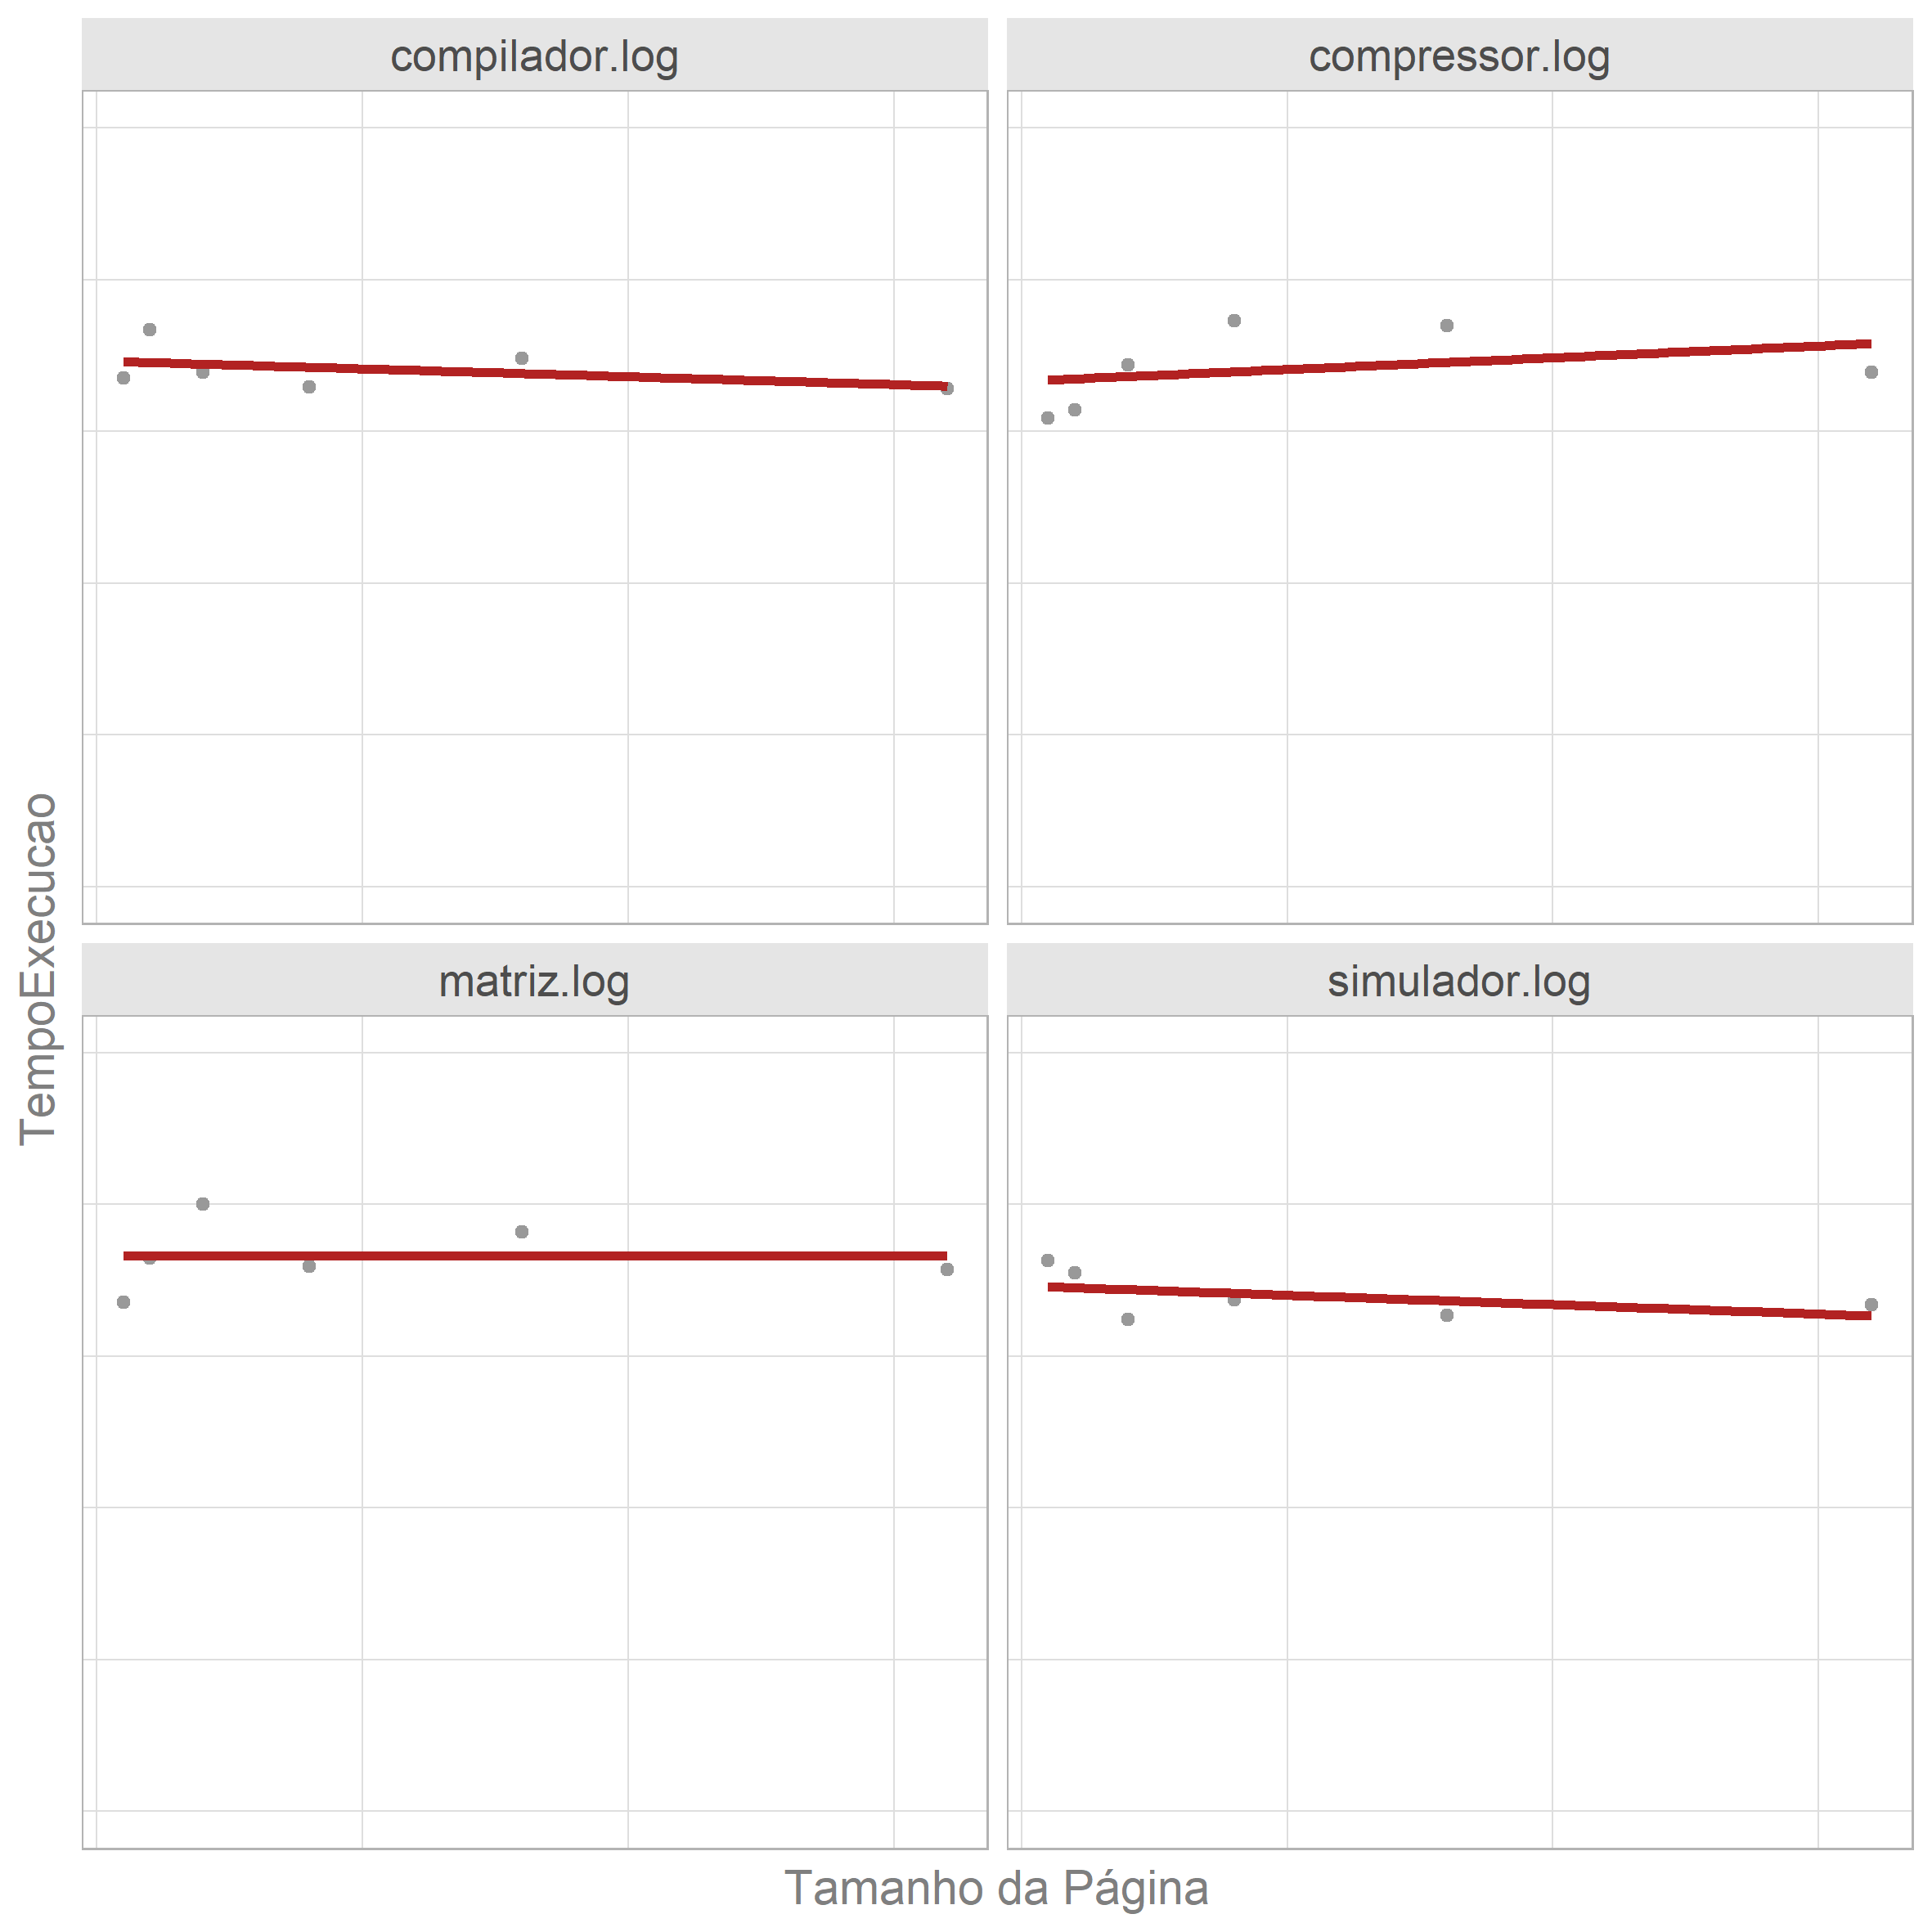 compilador.log
compressor.log
TempoExecucao
matriz.log
simulador.log
Tamanho da Página